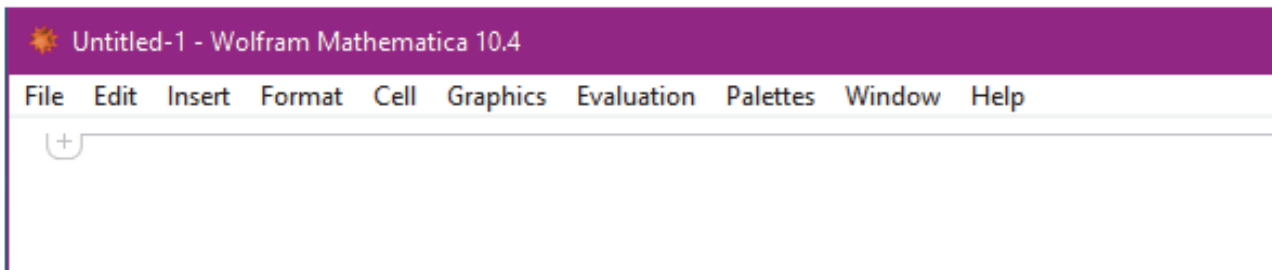 Untitled-1 - Wolfram Mathematica 10.4
File Edit Insert Format Cell Graphics Evaluation Palettes Window Help
+